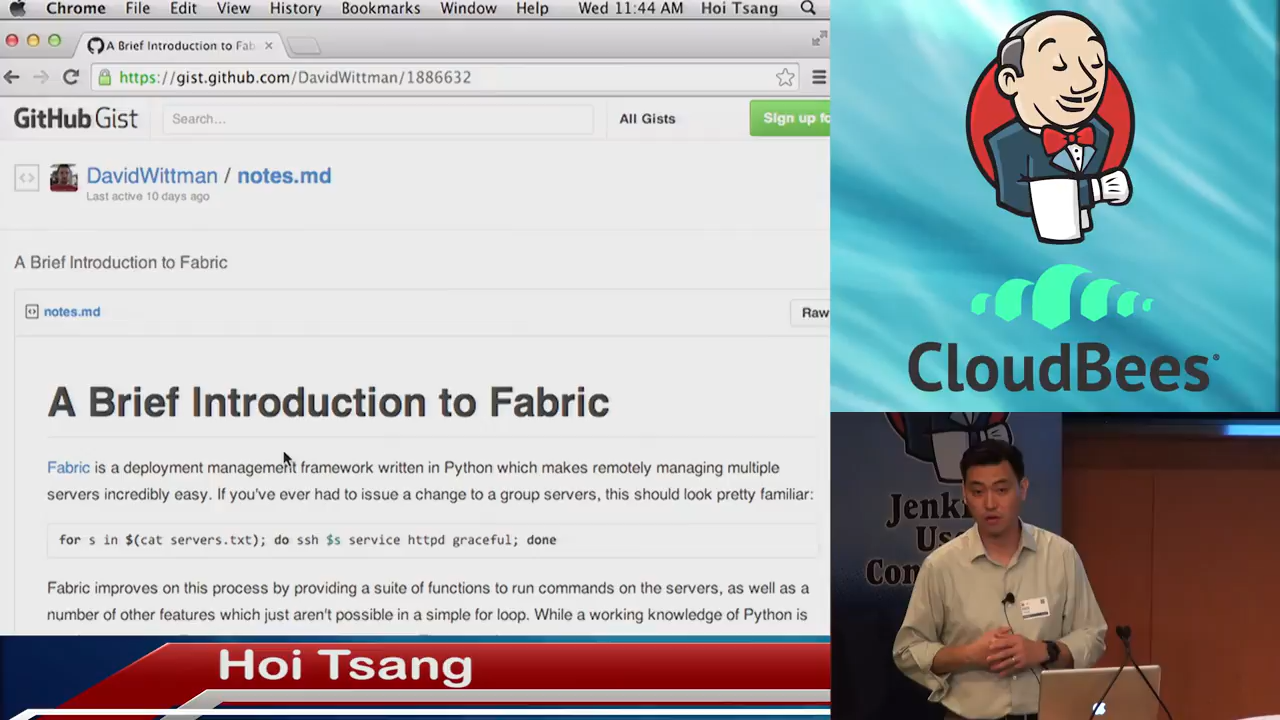 Chrome File Edit View History Bookmarks Window Help Wed 11:44 AM Hoi Tsang
A Brief Introduction to Fab
https://gist.github.com/DavidWittman/1886632
GitHub Gist Search... All Gists Sign up fo
DavidWittman / notes.md
Last active 10 days ago
A Brief Introduction to Fabric
notes.md Raw
A Brief Introduction to Fabric
Fabric is a deployment management framework written in Python which makes remotely managing multiple
servers incredibly easy. If you've ever had to issue a change to a group servers, this should look pretty familiar:
for s in $(cat servers.txt); do ssh $s service httpd graceful; done
Fabric improves on this process by providing a suite of functions to run commands on the servers, as well as a
number of other features which just aren't possible in a simple for loop. While a working knowledge of Python is
Hoi Tsang
CloudBees
Jenk
Us
Con